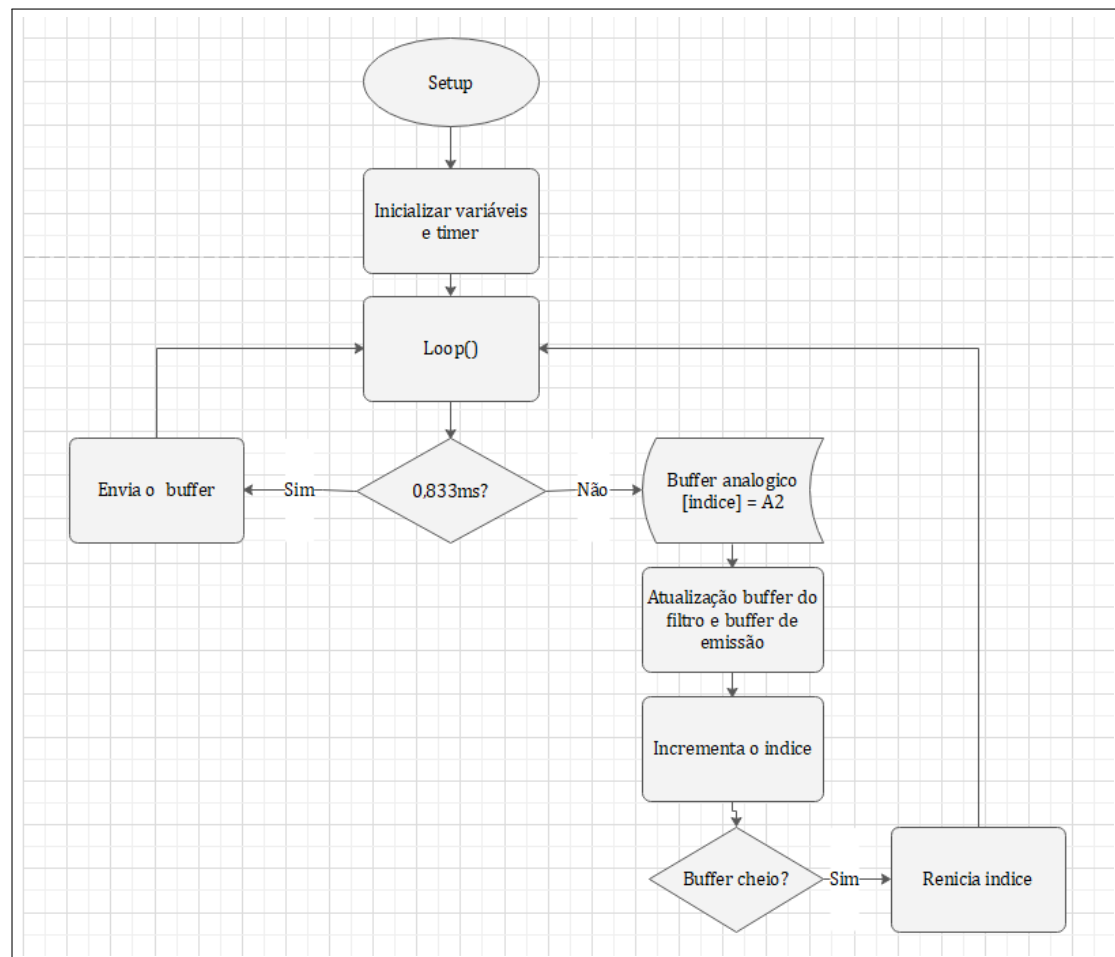 Setup
Inicializar variáveis
e timer
Loop()
Envia o buffer
Sim
0,833ms?
Não
Buffer analogico
[indice] = A2
Atualização buffer do
filtro e buffer de
emissão
Incrementa o indice
Buffer cheio?
Sim
Renicia indice